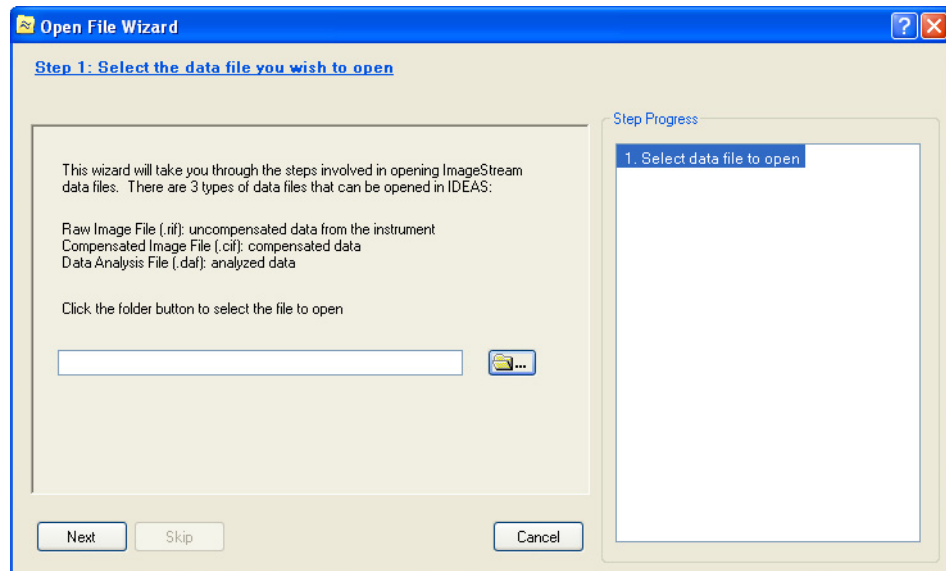 Open File Wizard
Step 1: Select the data file you wish to open
This wizard will take you through the steps involved in opening ImageStream
data files. There are 3 types of data files that can be opened in IDEAS:
Raw Image File (.rif): uncompensated data from the instrument
Compensated Image File (.cif): compensated data
Data Analysis File (.daf): analyzed data
Click the folder button to select the file to open
...
Next
Skip
Cancel
Step Progress
1. Select data file to open